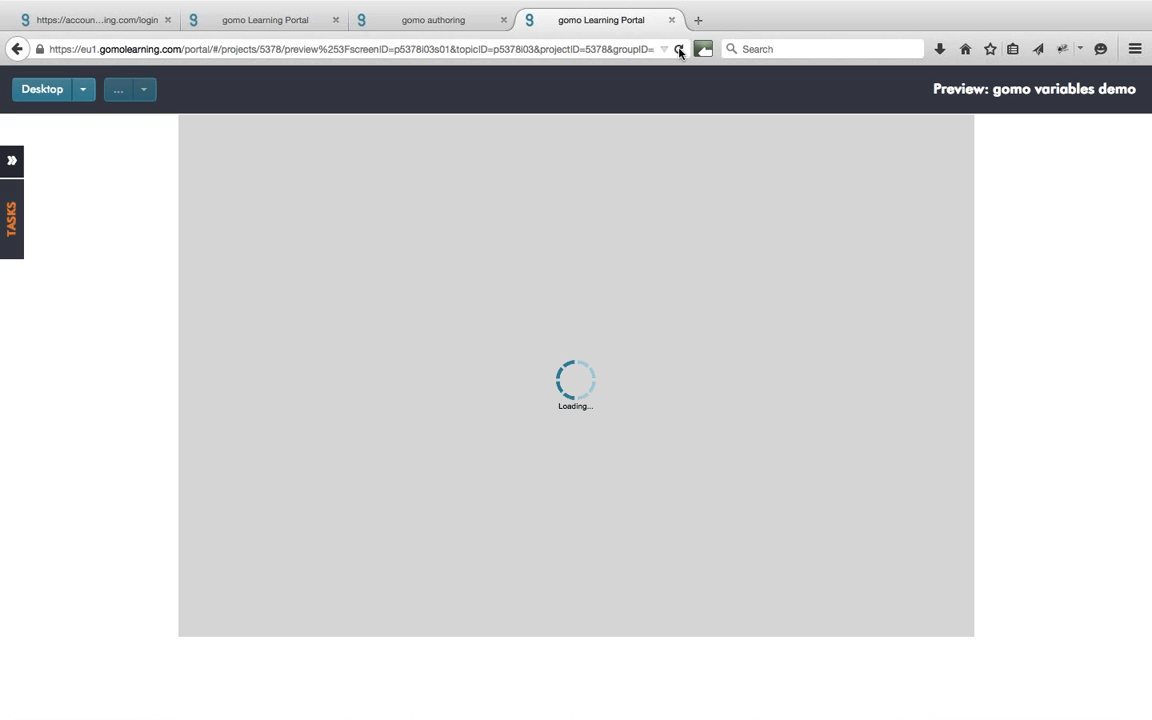 https://accoun...ing.com/login
gomo Learning Portal
gomo authoring
gomo Learning Portal
https://eu1.gomolearning.com/portal/#/projects/5378/preview%253FscreenID=p5378i03s01&topicID=p5378i03&projectID=5378&groupID=
Search
Desktop
...
Preview: gomo variables demo
TASKS
Loading...